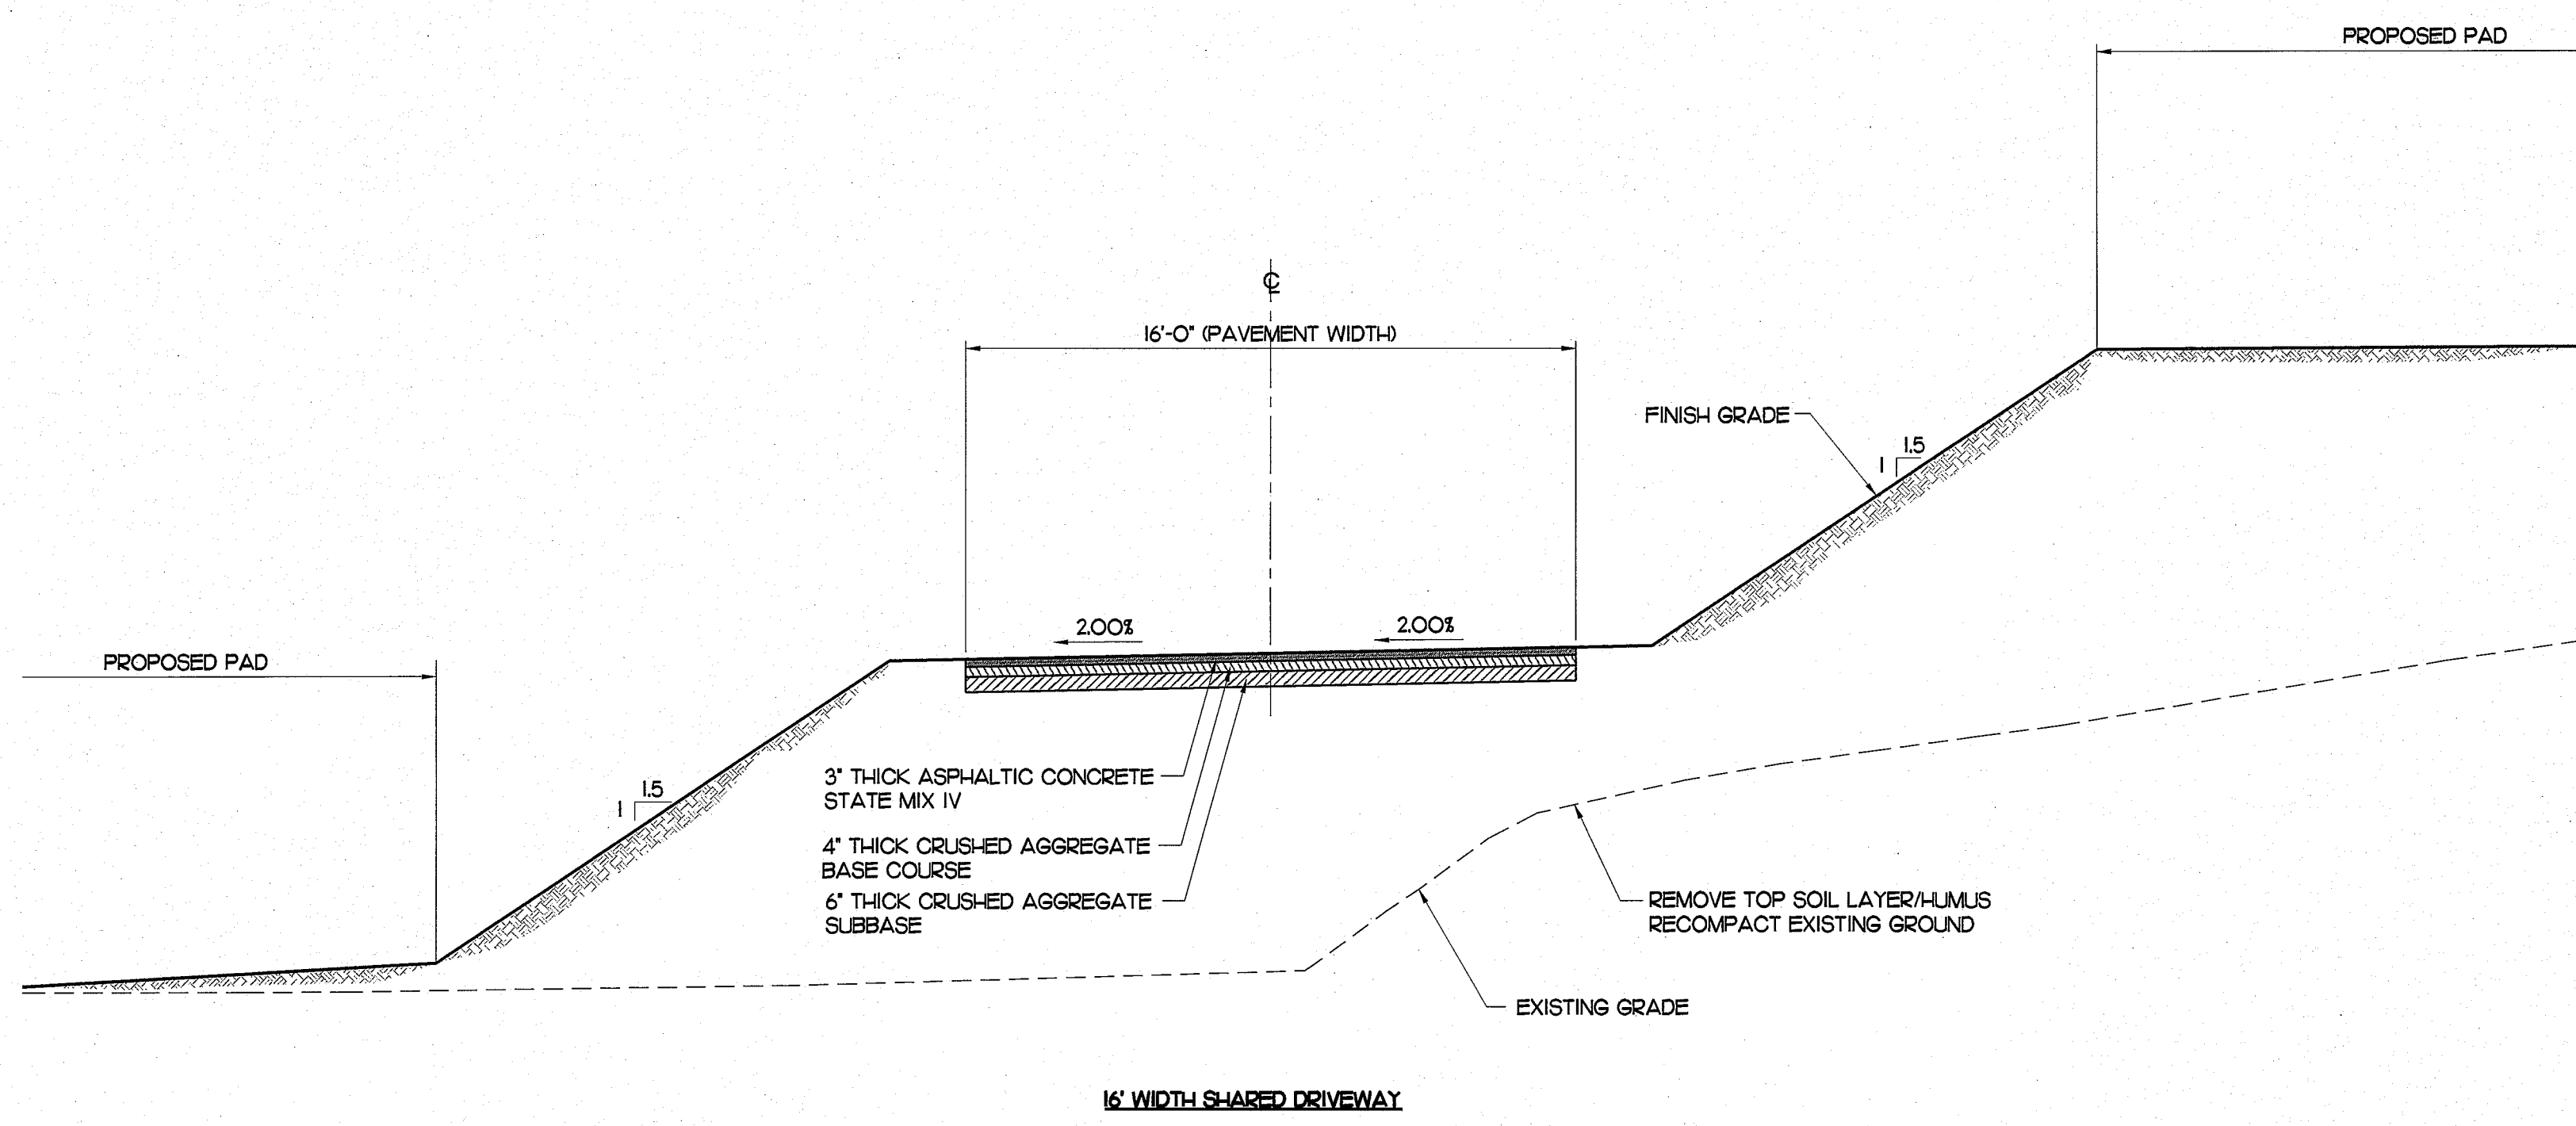 PROPOSED PAD
℄
16'-0" (PAVEMENT WIDTH)
FINISH GRADE
1.5
1
2.00%
2.00%
PROPOSED PAD
1.5
1
3" THICK ASPHALTIC CONCRETE
STATE MIX IV
4" THICK CRUSHED AGGREGATE
BASE COURSE
6" THICK CRUSHED AGGREGATE
SUBBASE
REMOVE TOP SOIL LAYER/HUMUS
RECOMPACT EXISTING GROUND
EXISTING GRADE
16' WIDTH SHARED DRIVEWAY